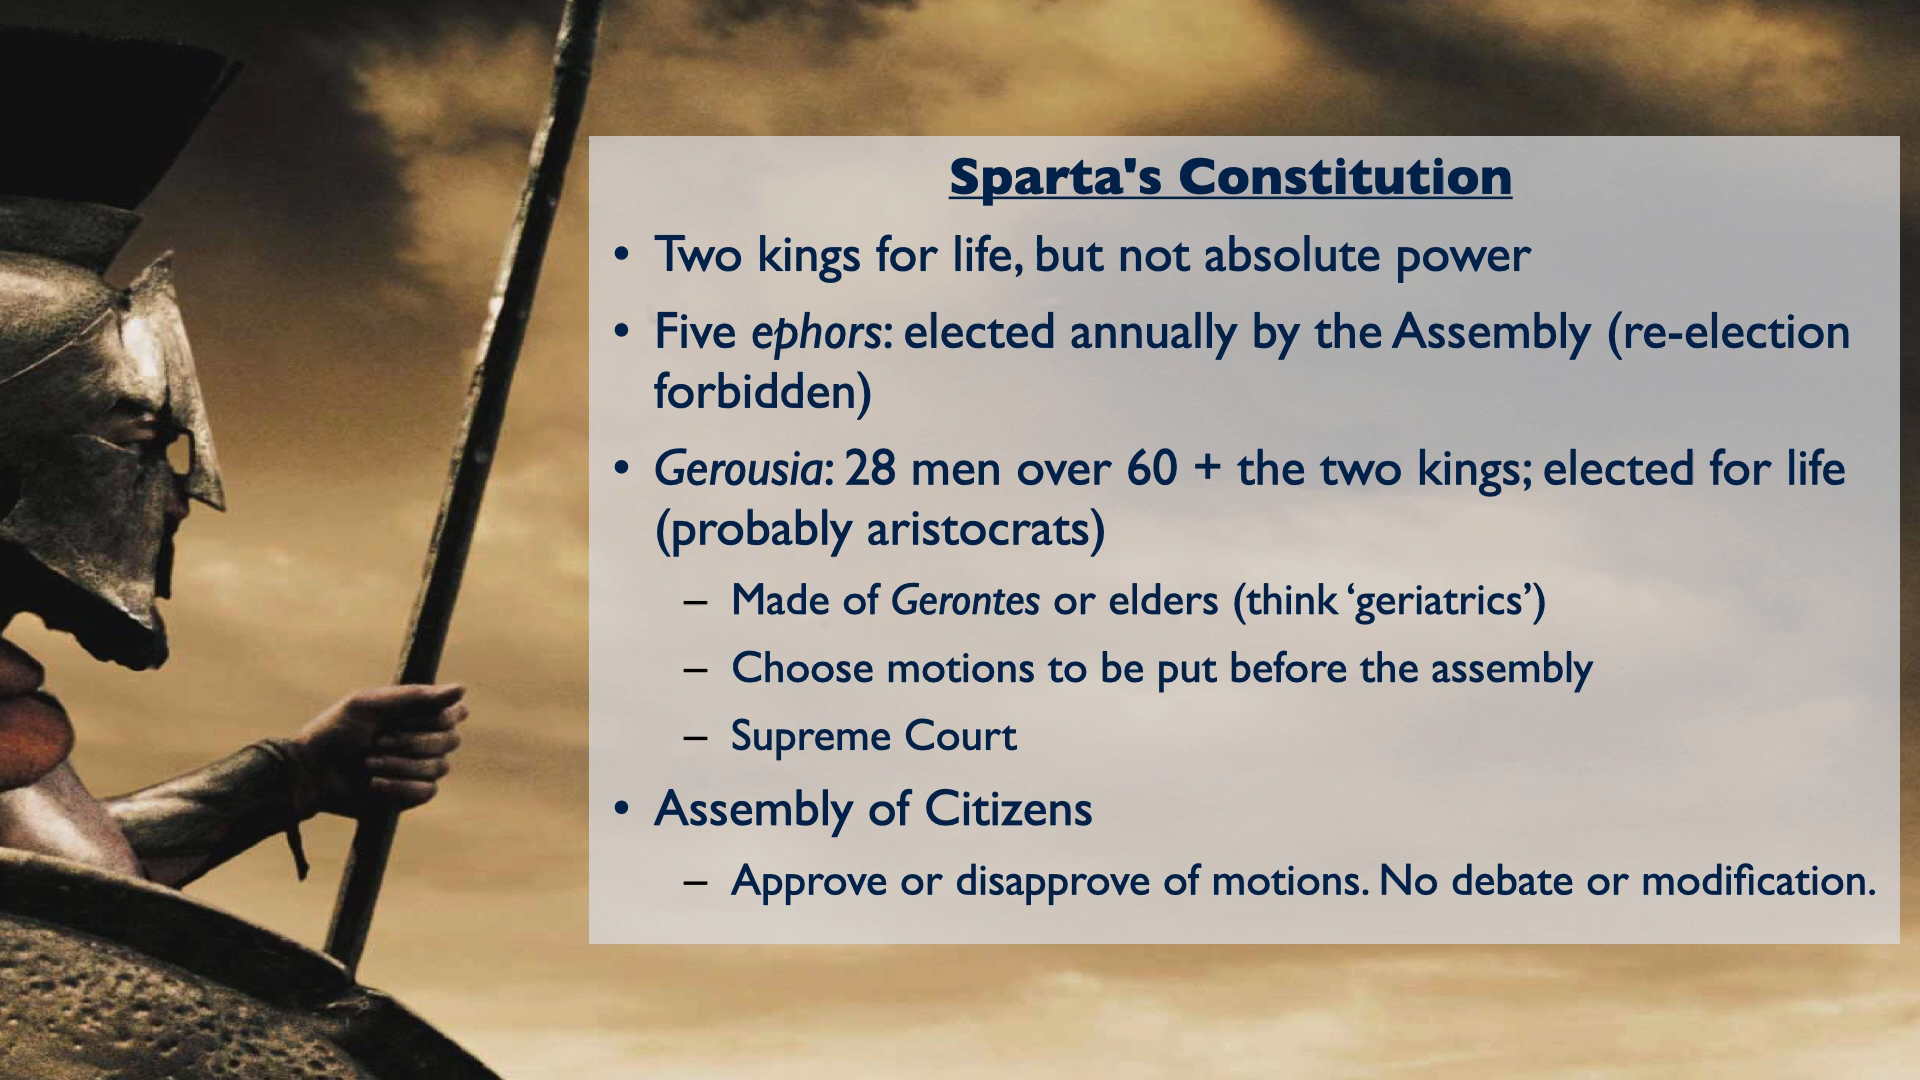 Sparta's Constitution
• Two kings for life, but not absolute power
• Five ephors: elected annually by the Assembly (re-election
forbidden)
• Gerousia: 28 men over 60 + the two kings; elected for life
(probably aristocrats)
– Made of Gerontes or elders (think ‘geriatrics’)
– Choose motions to be put before the assembly
– Supreme Court
• Assembly of Citizens
– Approve or disapprove of motions. No debate or modification.